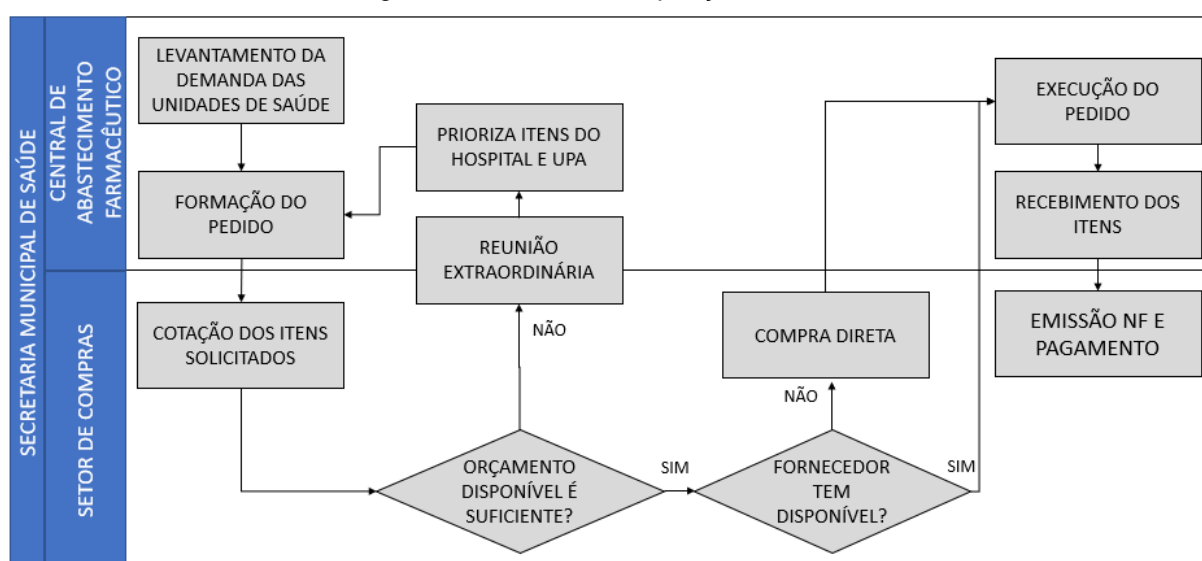 SECRETARIA MUNICIPAL DE SAÚDE
CENTRAL DE
ABASTECIMENTO
FARMACÊUTICO
LEVANTAMENTO DA
DEMANDA DAS
UNIDADES DE SAÚDE
FORMAÇÃO DO
PEDIDO
PRIORIZA ITENS DO
HOSPITAL E UPA
REUNIÃO
EXTRAORDINÁRIA
EXECUÇÃO DO
PEDIDO
RECEBIMENTO DOS
ITENS
SETOR DE COMPRAS
COTAÇÃO DOS ITENS
SOLICITADOS
NÃO
ORÇAMENTO
DISPONÍVEL É
SUFICIENTE?
SIM
COMPRA DIRETA
NÃO
FORNECEDOR
TEM
DISPONÍVEL?
SIM
EMISSÃO NF E
PAGAMENTO